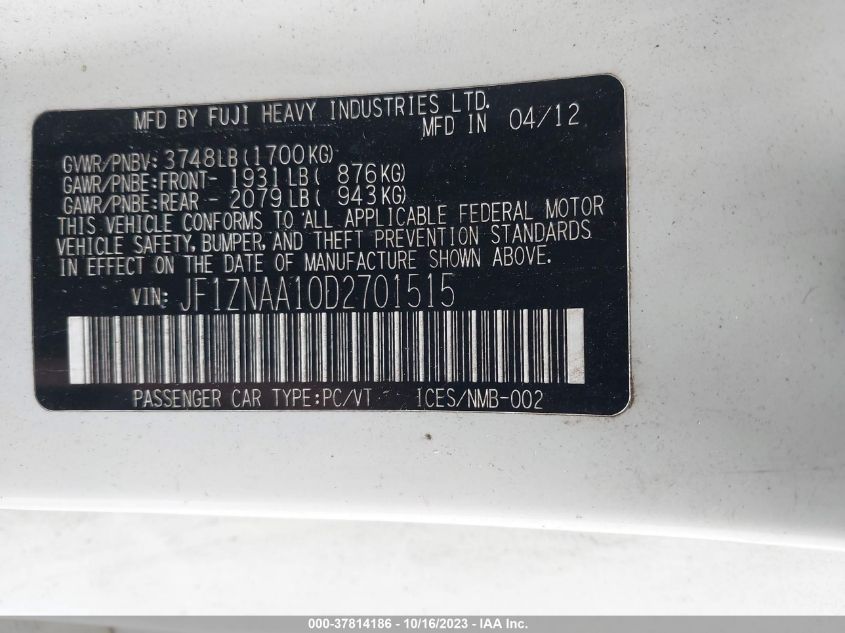 MFD BY FUJI HEAVY INDUSTRIES LTD.
MFD IN 04/12
GVWR/PNBV: 3748LB(1700KG)
GAWR/PNBE:FRONT- 1931LB( 876KG)
GAWR/PNBE:REAR - 2079LB( 943KG)
THIS VEHICLE CONFORMS TO ALL APPLICABLE FEDERAL MOTOR
VEHICLE SAFETY, BUMPER, AND THEFT PREVENTION STANDARDS
IN EFFECT ON THE DATE OF MANUFACTURE SHOWN ABOVE.
VIN: JF1ZNAA10D2701515
PASSENGER CAR TYPE:PC/VT ICES/NMB-002
000-37814186 - 10/16/2023 - IAA Inc.